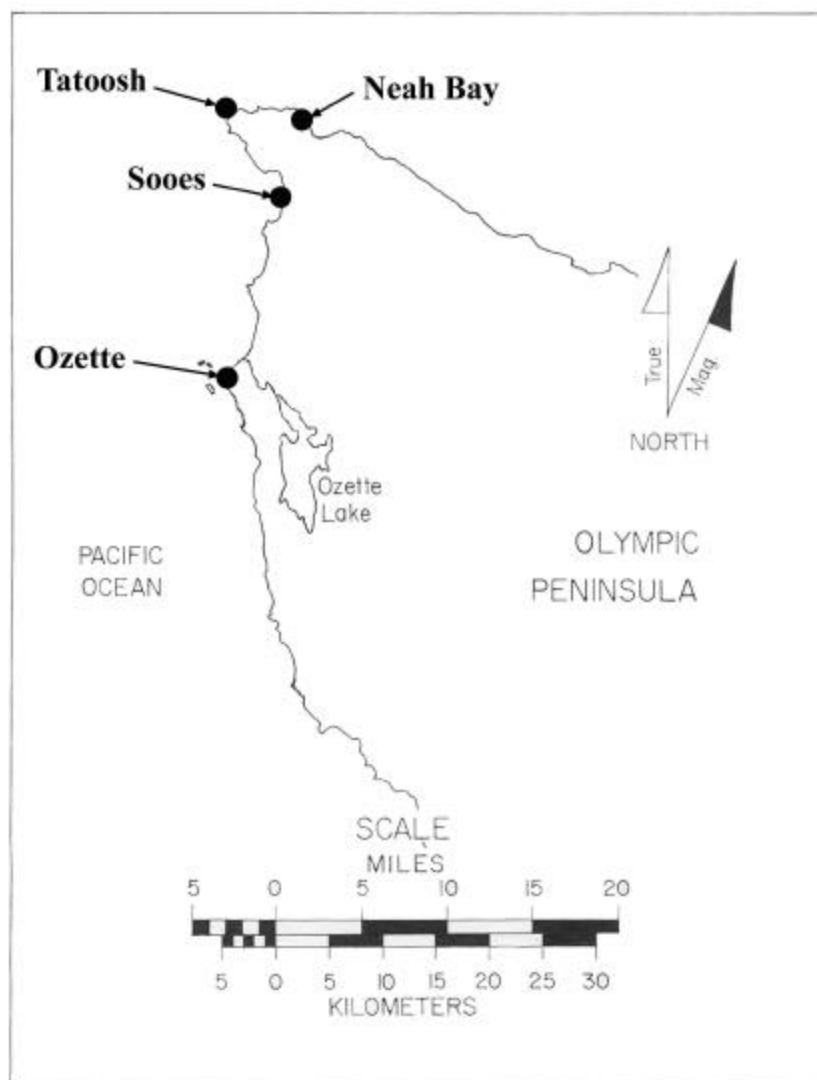 Tatoosh
Neah Bay
Sooes
Ozette
True
Mag.
NORTH
Ozette
Lake
PACIFIC
OCEAN
OLYMPIC
PENINSULA
SCALE
MILES
5 0 5 10 15 20
5 0 5 10 15 20 25 30
KILOMETERS